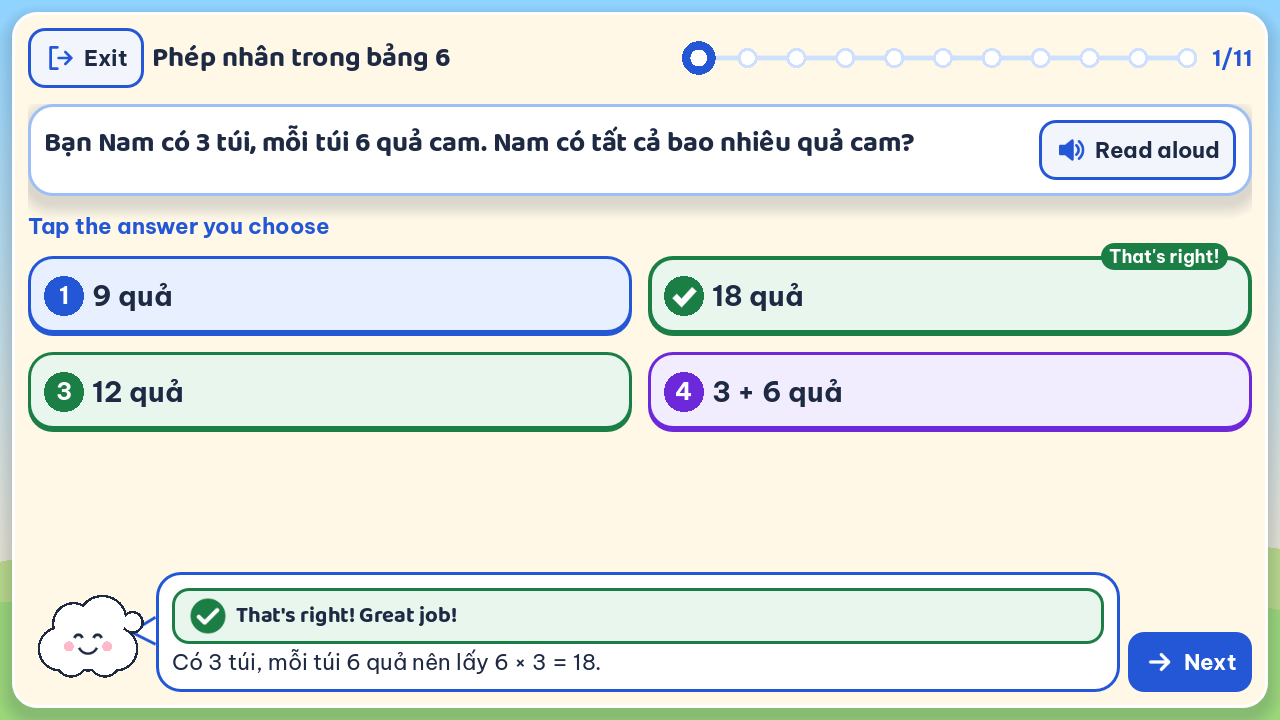 Exit
Phép nhân trong bảng 6
1/11
Bạn Nam có 3 túi, mỗi túi 6 quả cam. Nam có tất cả bao nhiêu quả cam?
Read aloud
Tap the answer you choose
1 9 quả
That's right!
18 quả
3 12 quả
4 3 + 6 quả
That's right! Great job!
Có 3 túi, mỗi túi 6 quả nên lấy 6 × 3 = 18.
Next